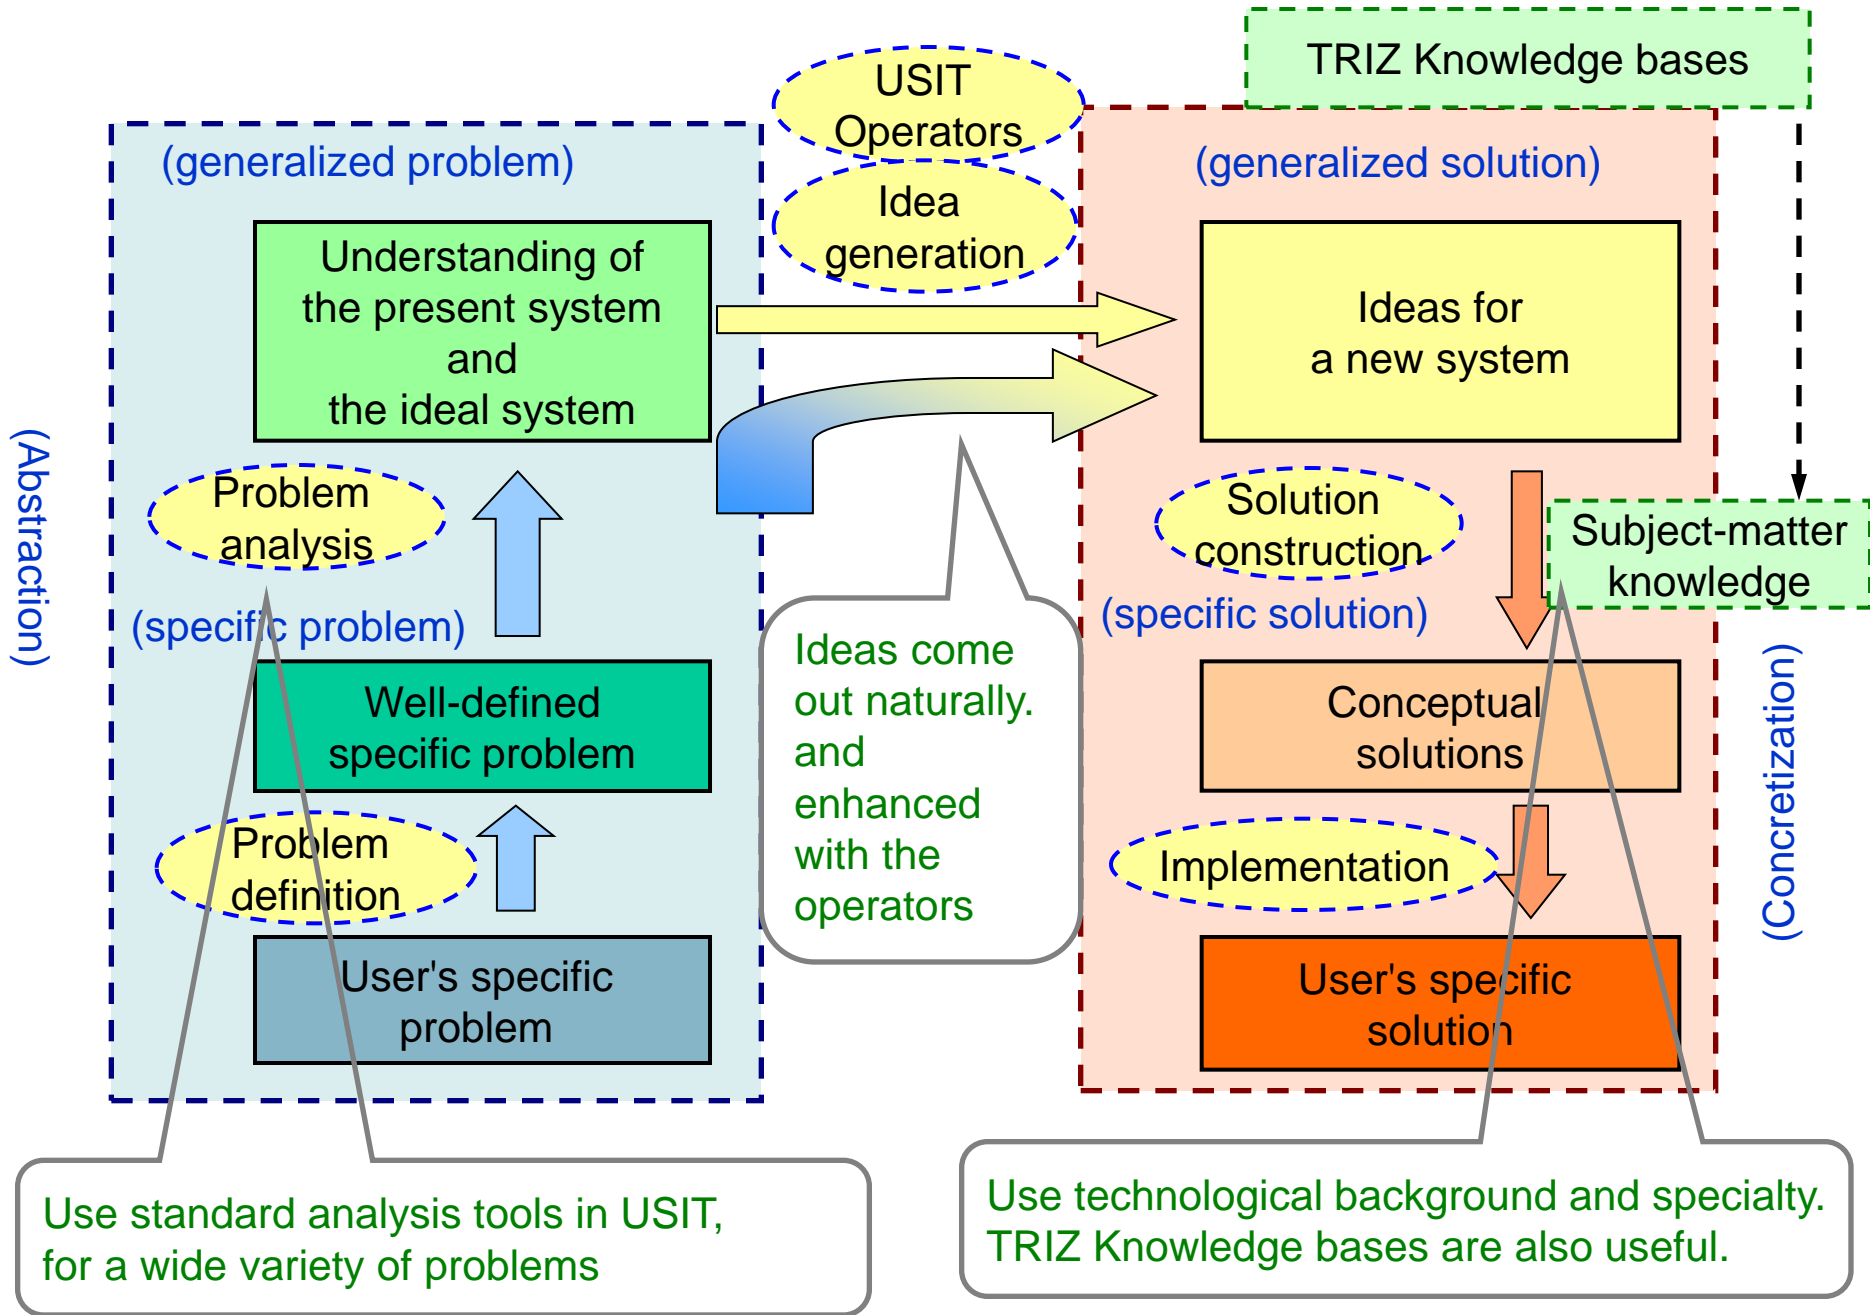 TRIZ Knowledge bases
USIT
Operators
(generalized problem)
(generalized solution)
Idea
generation
Understanding of
the present system
and
the ideal system
Ideas for
a new system
(Abstraction)
Problem
analysis
Solution
construction
Subject-matter
knowledge
(specific problem)
(specific solution)
Ideas come
out naturally.
and
enhanced
with the
operators
Well-defined
specific problem
Conceptual
solutions
(Concretization)
Problem
definition
Implementation
User's specific
problem
User's specific
solution
Use standard analysis tools in USIT,
for a wide variety of problems
Use technological background and specialty.
TRIZ Knowledge bases are also useful.